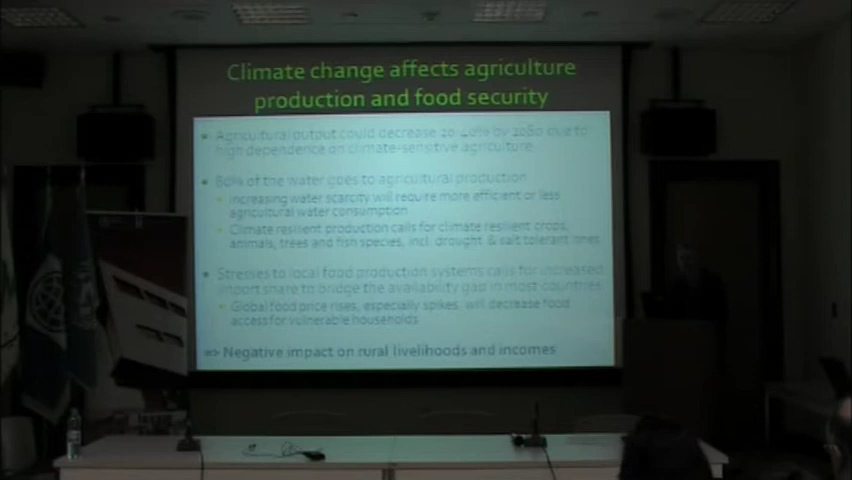 Climate change affects agriculture
production and food security
Agricultural output could decrease by 2080 due to
high dependence on climate-sensitive agriculture
of the water goes to agricultural production
Increasing water scarcity will require more efficient or less
agricultural water consumption
Climate resilient production calls for climate resilient crops,
animals, trees and fish species, incl. drought & salt tolerant ones
Stresses to local food production systems calls for increased
import share to bridge the availability gap in most countries
Global food price rises, especially spikes, will decrease food
access for vulnerable households
=> Negative impact on rural livelihoods and incomes